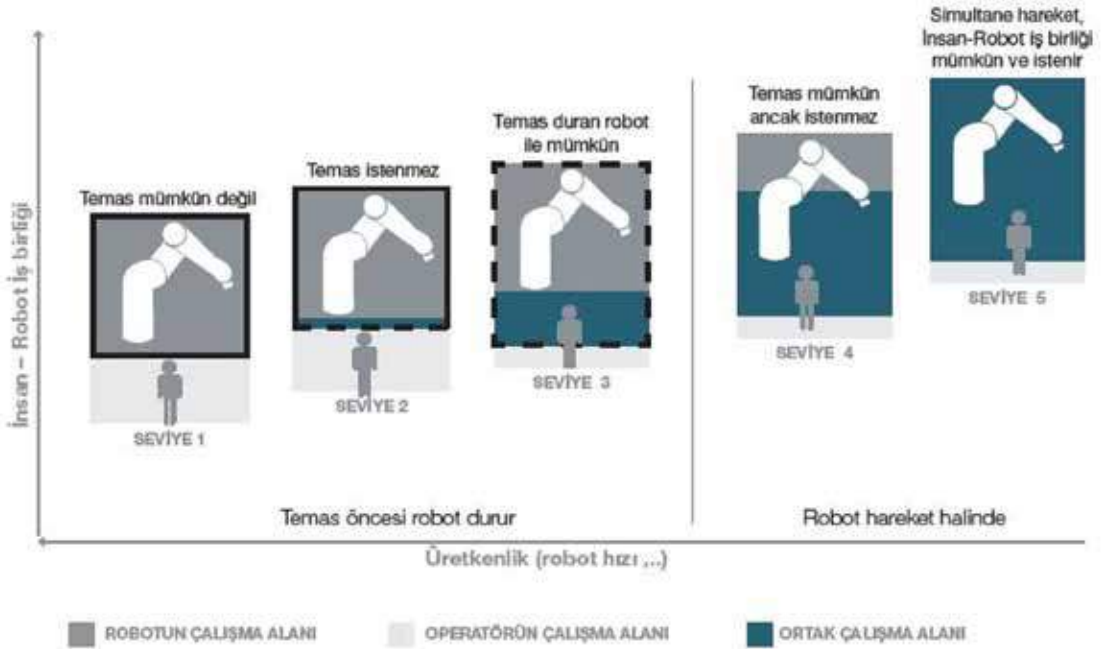 Simultane hareket,
İnsan-Robot iş birliği
mümkün ve istenir
Temas mümkün
ancak istenmez
Temas duran robot
ile mümkün
Temas istenmez
Temas mümkün değil
İnsan – Robot iş birliği
SEVİYE 1
SEVİYE 2
SEVİYE 3
SEVİYE 4
SEVİYE 5
Temas öncesi robot durur
Robot hareket halinde
Üretkenlik (robot hızı ,..)
ROBOTUN ÇALIŞMA ALANI
OPERATÖRÜN ÇALIŞMA ALANI
ORTAK ÇALIŞMA ALANI